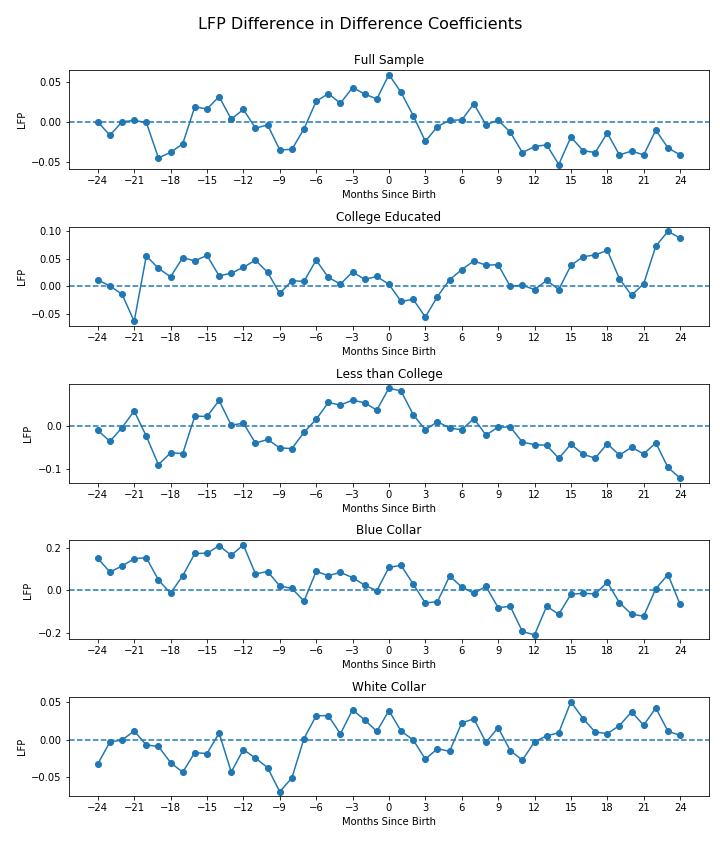 LFP Difference in Difference Coefficients
Full Sample
0.05
0.00
−0.05
LFP
−24 −21 −18 −15 −12 −9 −6 −3 0 3 6 9 12 15 18 21 24
Months Since Birth
College Educated
0.10
0.05
0.00
−0.05
LFP
−24 −21 −18 −15 −12 −9 −6 −3 0 3 6 9 12 15 18 21 24
Months Since Birth
Less than College
0.0
−0.1
LFP
−24 −21 −18 −15 −12 −9 −6 −3 0 3 6 9 12 15 18 21 24
Months Since Birth
Blue Collar
0.2
0.0
−0.2
LFP
−24 −21 −18 −15 −12 −9 −6 −3 0 3 6 9 12 15 18 21 24
Months Since Birth
White Collar
0.05
0.00
−0.05
LFP
−24 −21 −18 −15 −12 −9 −6 −3 0 3 6 9 12 15 18 21 24
Months Since Birth